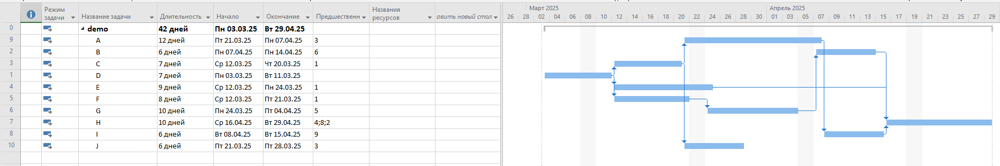 Режим задачи Название задачи Длительность Начало Окончание Предшественн Названия ресурсов авить новый стол
Март 2025 Апрель 2025
26 28 02 04 06 08 10 12 14 16 18 20 22 24 26 28 30 01 03 05 07 09 11 13 15 17 19 21 23 25 27 29
0 demo 42 дней Пн 03.03.25 Вт 29.04.25
9 A 12 дней Пт 21.03.25 Пн 07.04.25 3
2 B 6 дней Пн 07.04.25 Пн 14.04.25 6
3 C 7 дней Ср 12.03.25 Чт 20.03.25 1
1 D 7 дней Пн 03.03.25 Вт 11.03.25
4 E 9 дней Ср 12.03.25 Пн 24.03.25 1
5 F 8 дней Ср 12.03.25 Пт 21.03.25 1
6 G 10 дней Пн 24.03.25 Пт 04.04.25 5
7 H 10 дней Ср 16.04.25 Вт 29.04.25 4;8;2
8 I 6 дней Вт 08.04.25 Вт 15.04.25 9
10 J 6 дней Пт 21.03.25 Пт 28.03.25 3